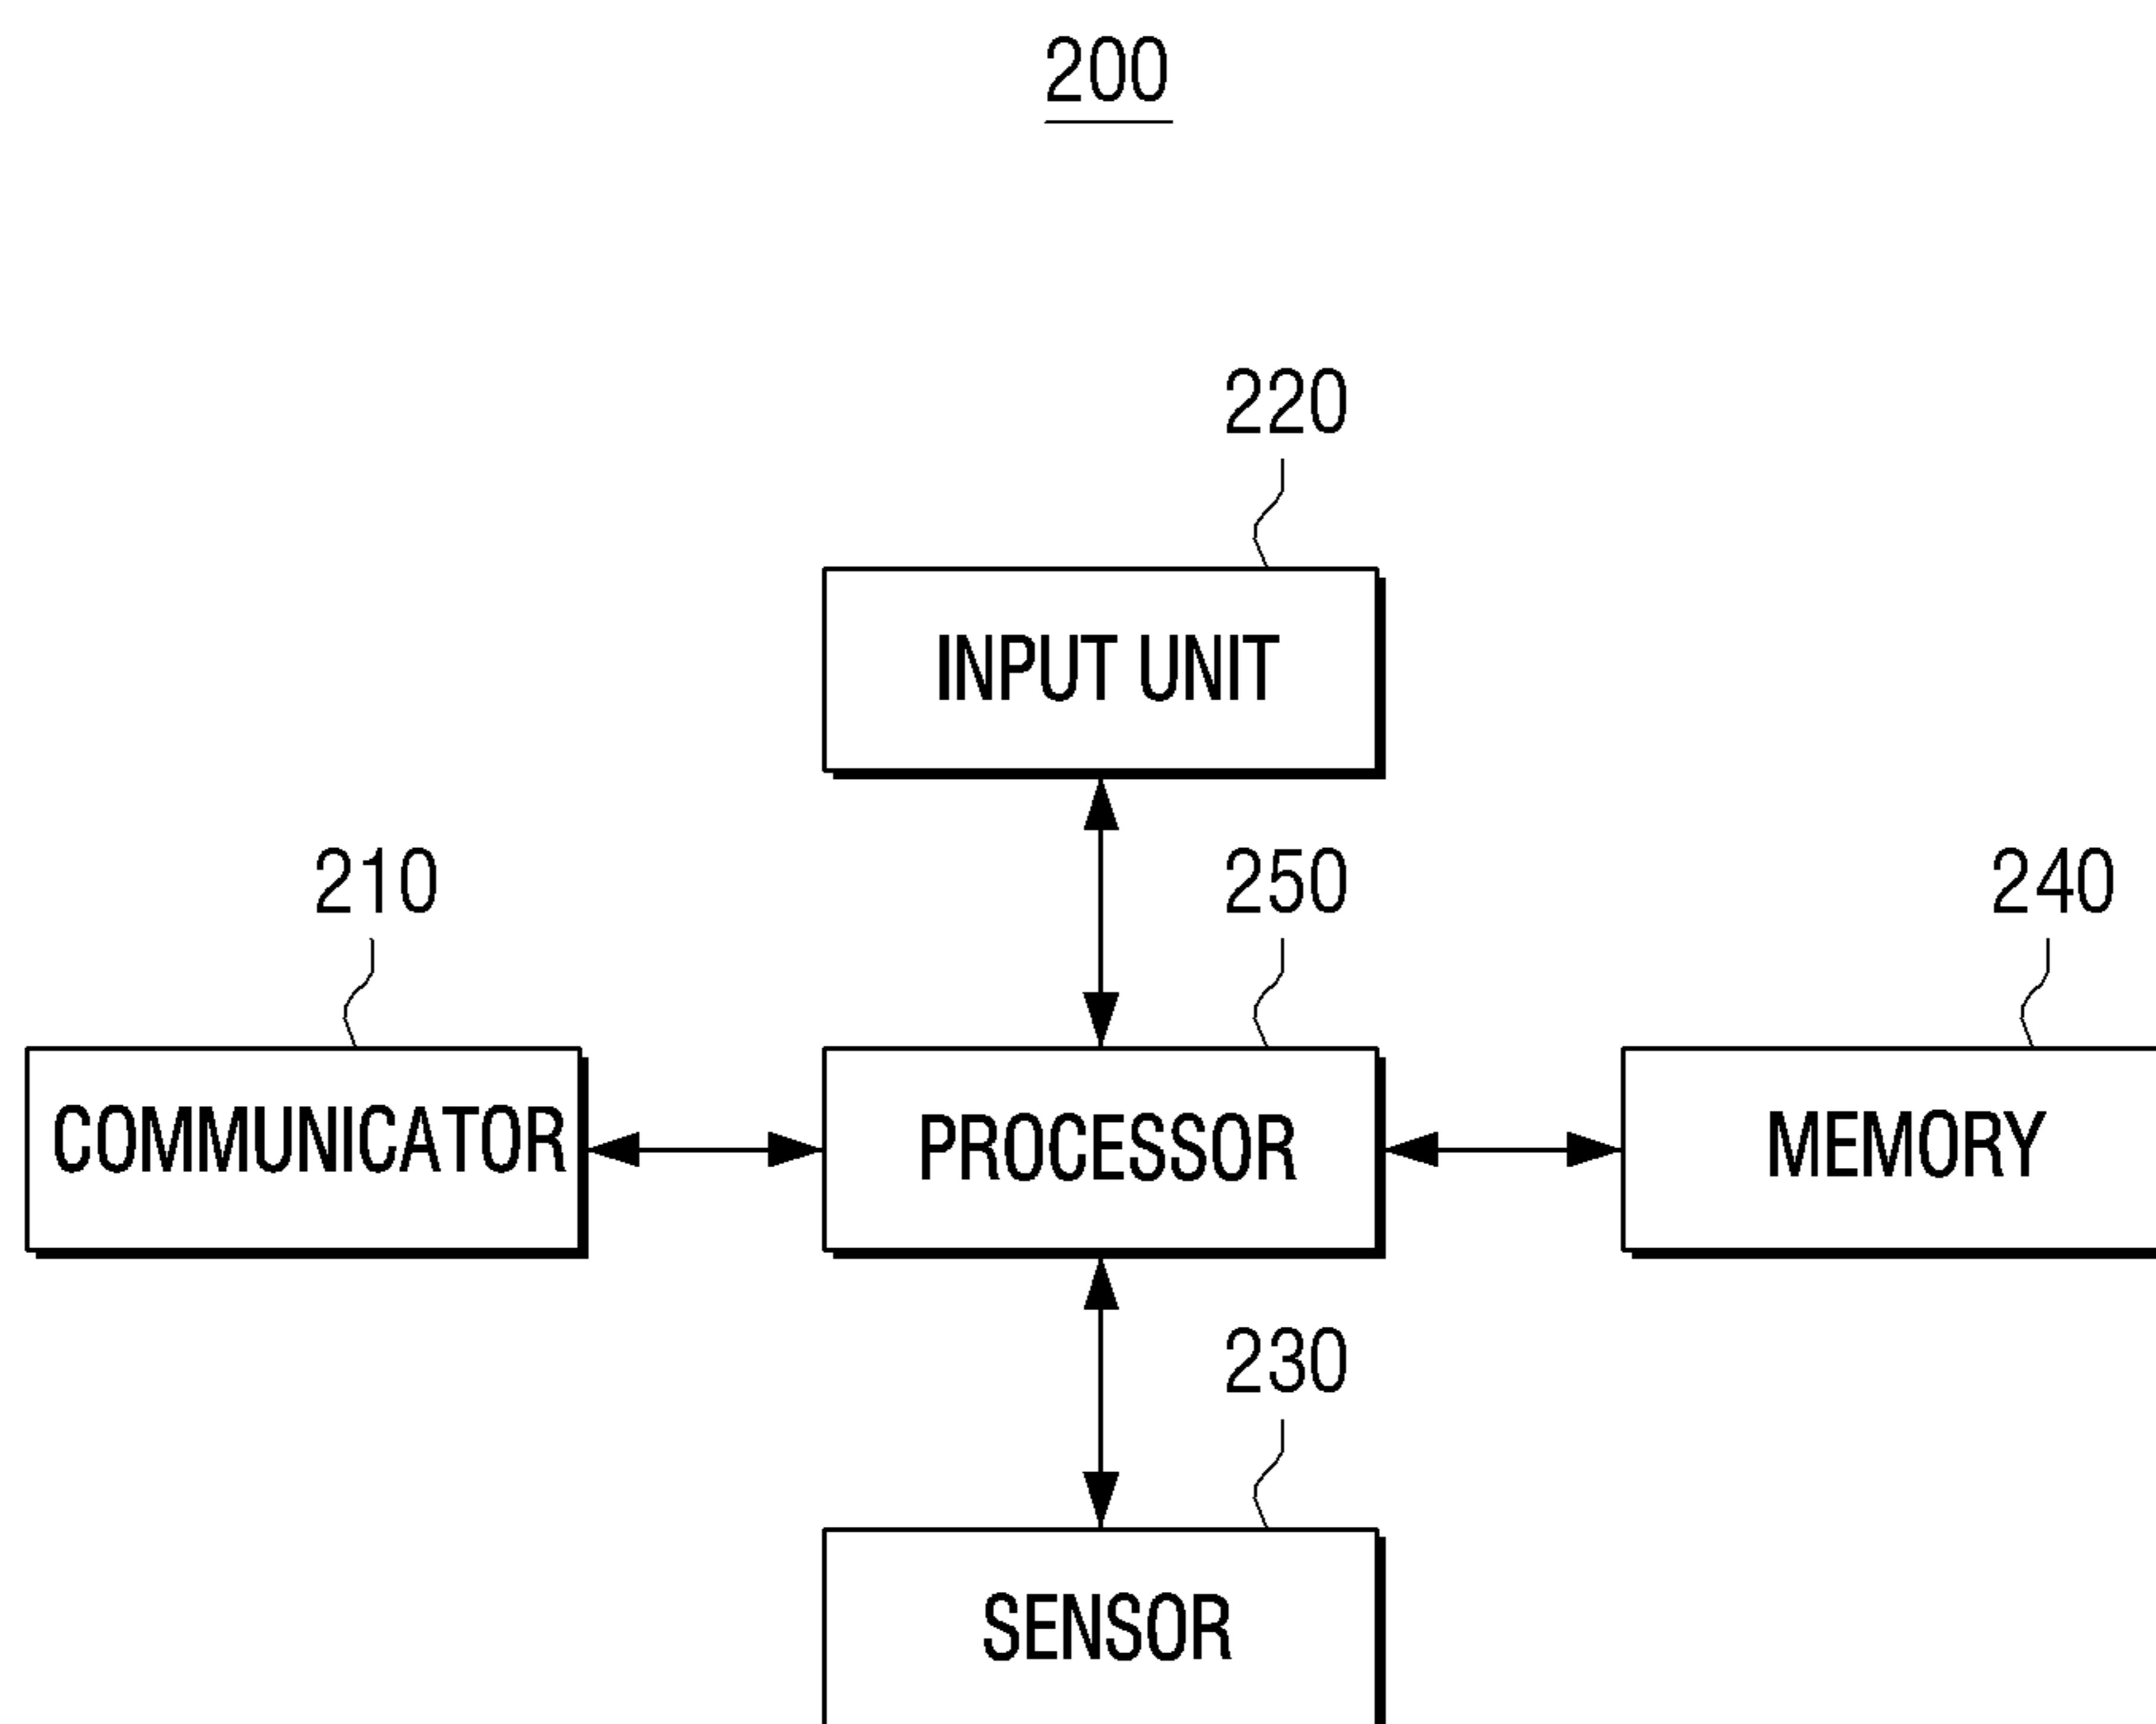 200
220
INPUT UNIT
210
250
240
COMMUNICATOR
PROCESSOR
MEMORY
230
SENSOR